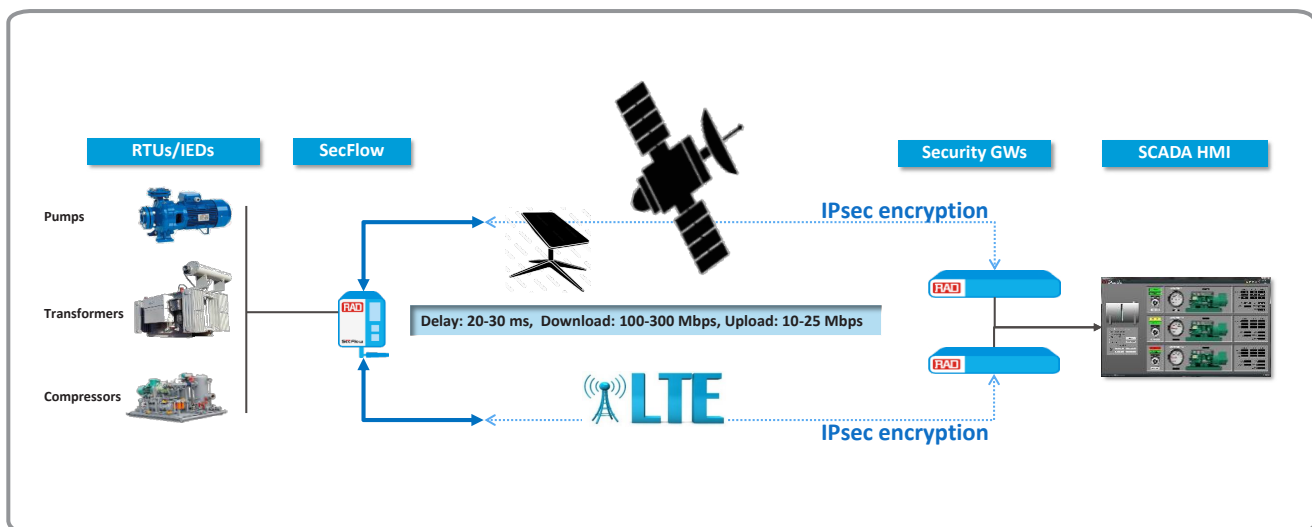 RTUs/IEDs
SecFlow
Security GWs
SCADA HMI
Pumps
IPsec encryption
Transformers
RAD
SecFlow
Delay: 20-30 ms, Download: 100-300 Mbps, Upload: 10-25 Mbps
RAD
RAD
Compressors
LTE
IPsec encryption